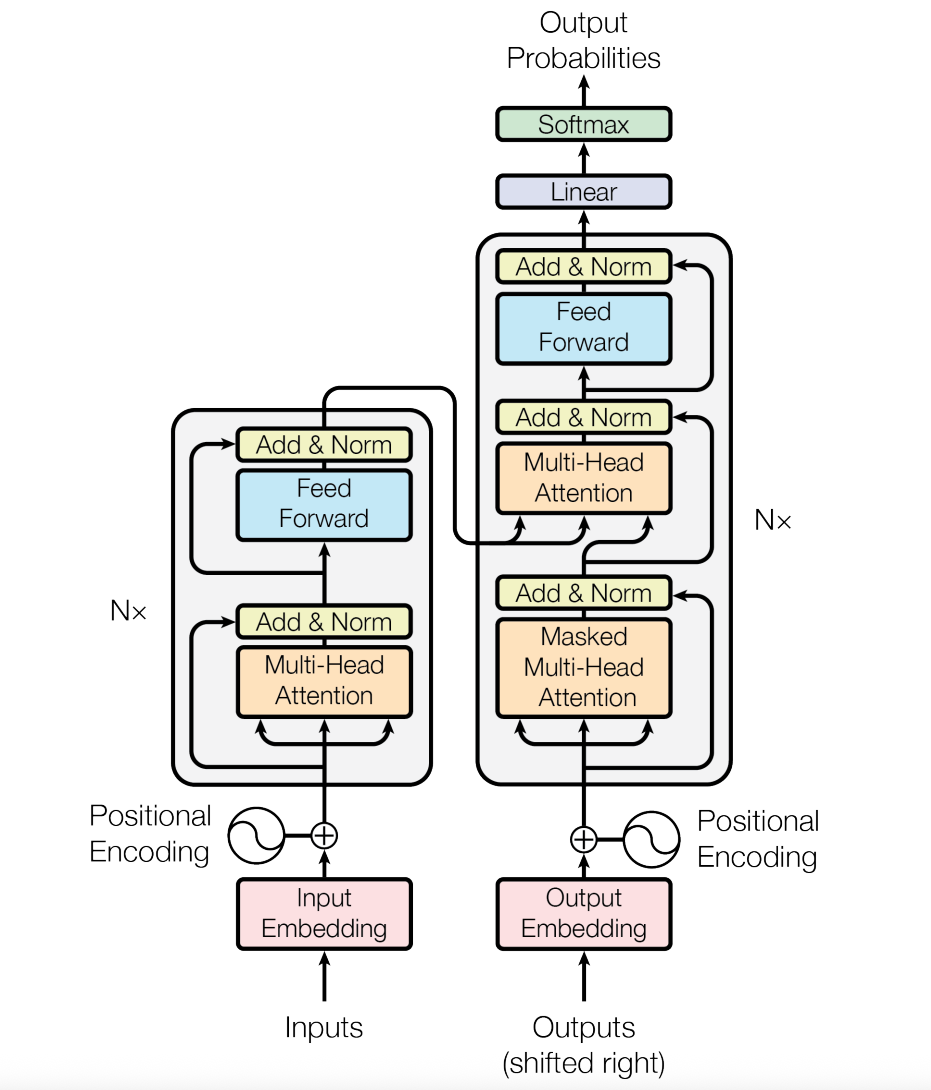 Output
Probabilities
Softmax
Linear
Add & Norm
Feed
Forward
Add & Norm
Multi-Head
Attention
Add & Norm
Masked
Multi-Head
Attention
N×
Add & Norm
Feed
Forward
Add & Norm
Multi-Head
Attention
N×
Positional
Encoding
Positional
Encoding
Input
Embedding
Output
Embedding
Inputs
Outputs
(shifted right)